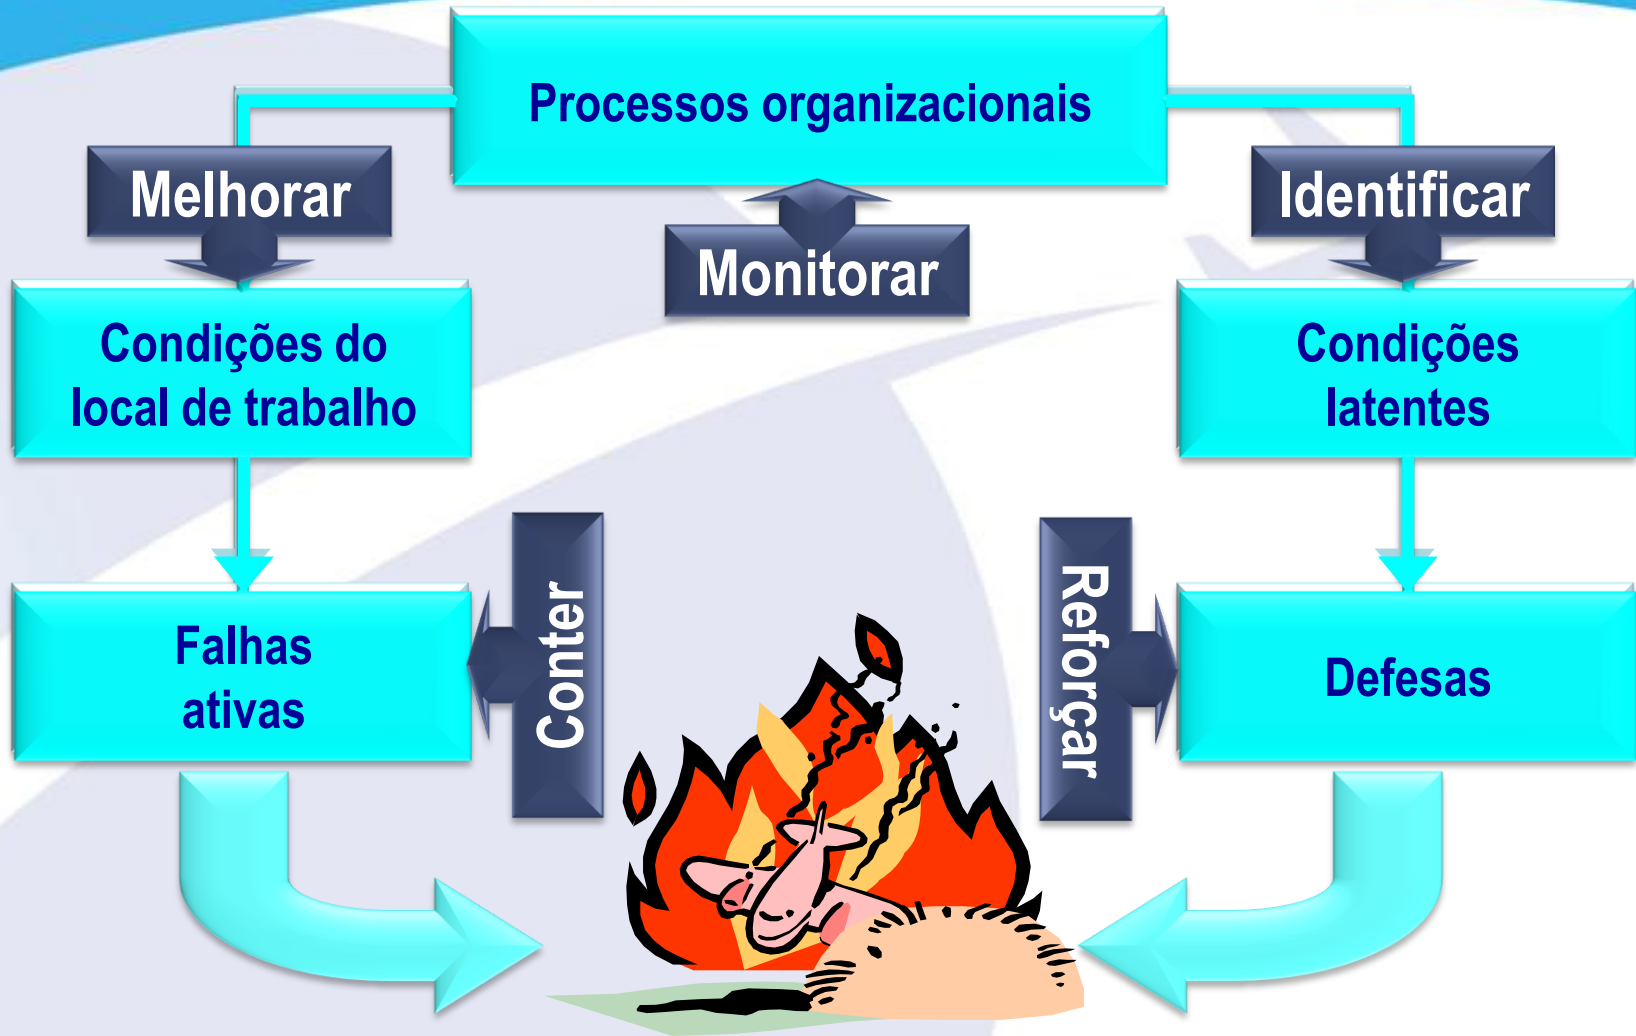 Processos organizacionais
Melhorar
Identificar
Monitorar
Condições do
local de trabalho
Condições
latentes
Conter
Reforçar
Falhas
ativas
Defesas